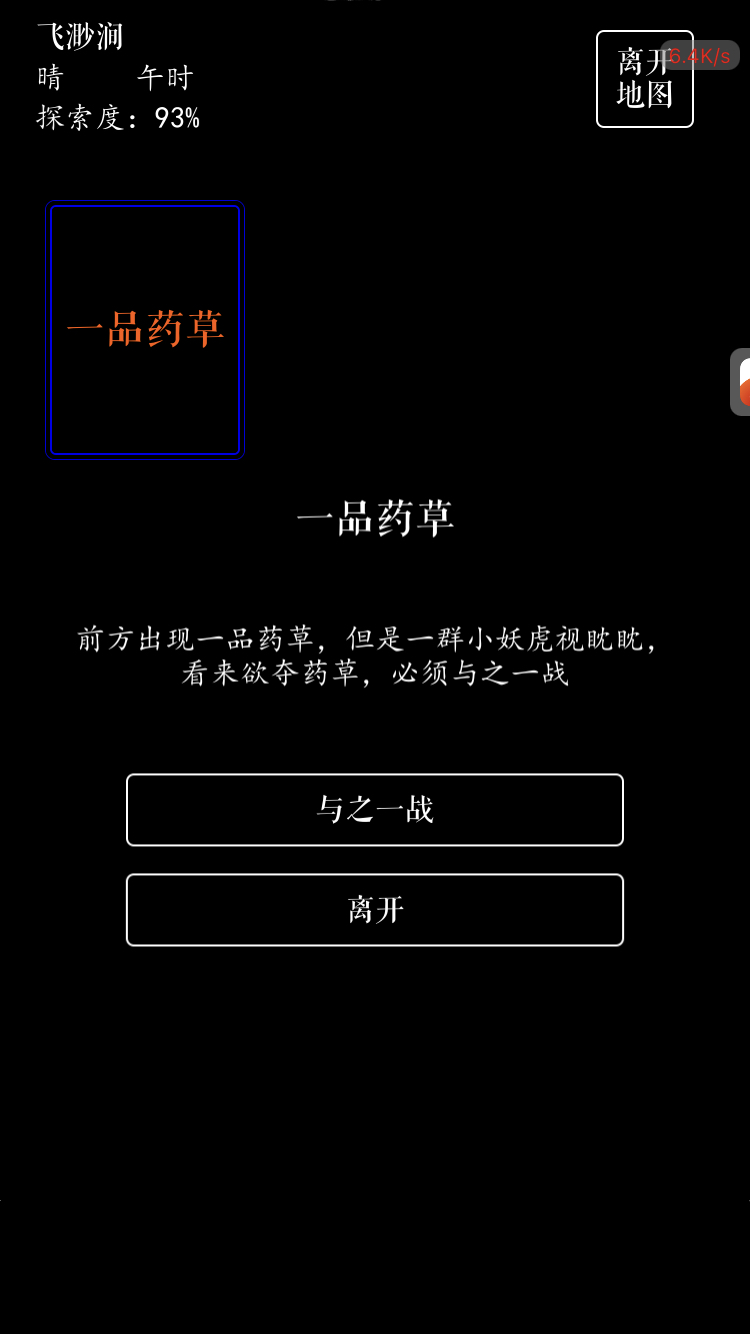 飞渺涧
晴 午时
探索度：93%
离开
地图
6.4K/s
一品药草
一品药草
前方出现一品药草，但是一群小妖虎视眈眈，
看来欲夺药草，必须与之一战
与之一战
离开